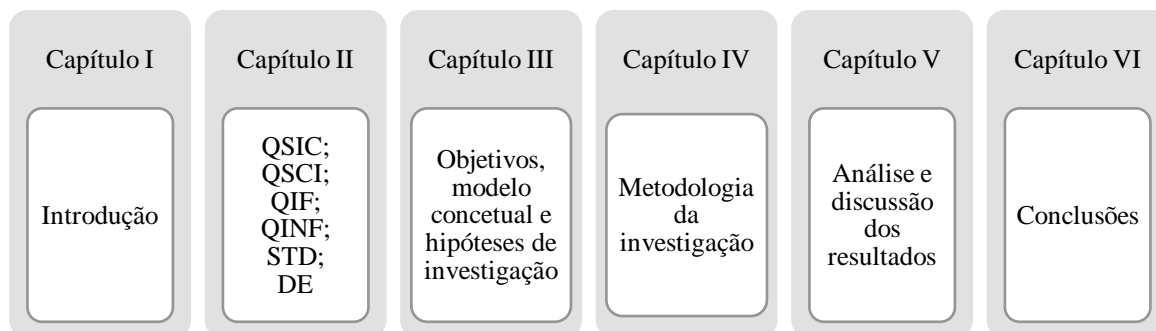 Capítulo I
Introdução
Capítulo II
QSIC;
QSCI;
QIF;
QINF;
STD;
DE
Capítulo III
Objetivos,
modelo
concetual e
hipóteses de
investigação
Capítulo IV
Metodologia
da
investigação
Capítulo V
Análise e
discussão
dos
resultados
Capítulo VI
Conclusões